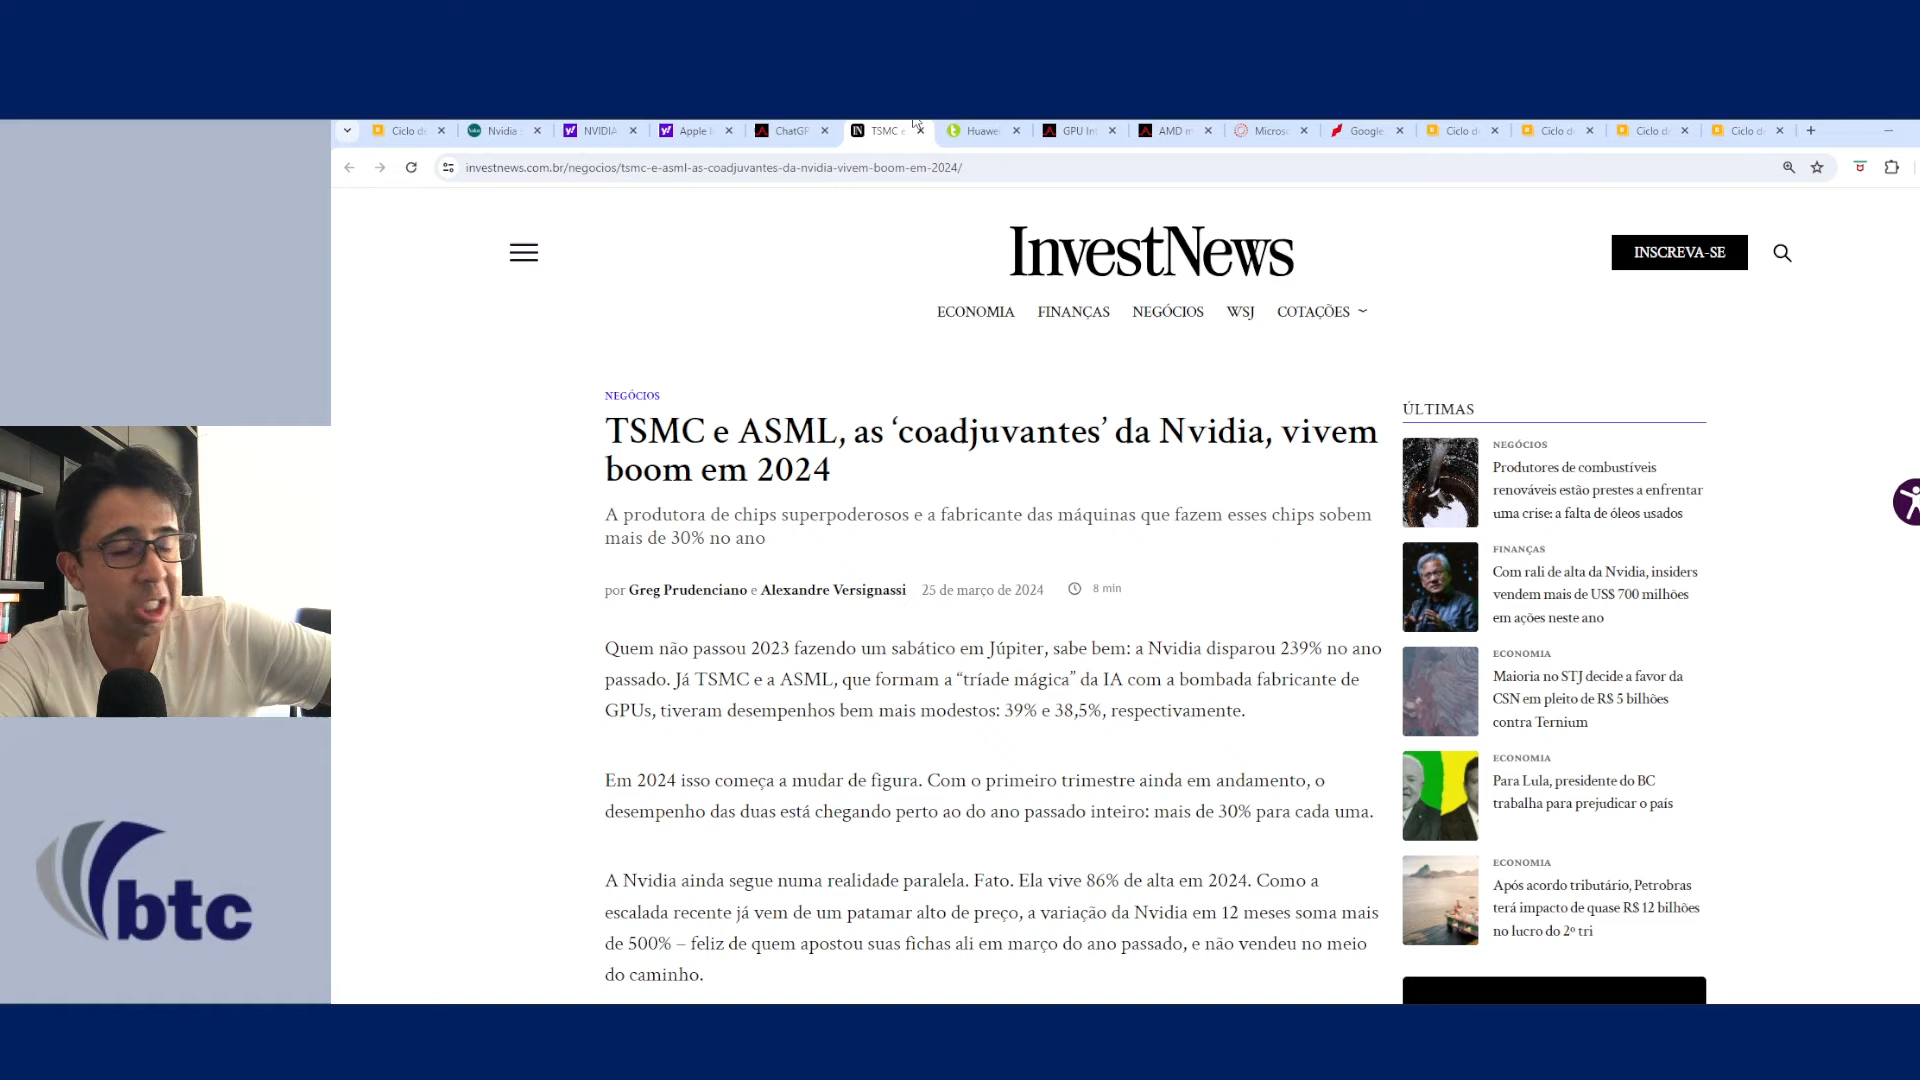 Ciclo d
Nvidia
NVIDIA
Apple
ChatGP
TSMC e
Huawe
GPU In
AMD m
Micros
Google
Ciclo d
Ciclo d
Ciclo d
Ciclo d
investnews.com.br/negocios/tsmc-e-asml-as-coadjuvantes-da-nvidia-vivem-boom-em-2024/
InvestNews
INSCREVA-SE
ECONOMIA FINANÇAS NEGÓCIOS WSJ COTAÇÕES
NEGÓCIOS
TSMC e ASML, as ‘coadjuvantes’ da Nvidia, vivem
boom em 2024
A produtora de chips superpoderosos e a fabricante das máquinas que fazem esses chips sobem
mais de 30% no ano
por Greg Prudenciano e Alexandre Versignassi 25 de março de 2024 8 min
Quem não passou 2023 fazendo um sabático em Júpiter, sabe bem: a Nvidia disparou 239% no ano
passado. Já TSMC e a ASML, que formam a “tríade mágica” da IA com a bombada fabricante de
GPUs, tiveram desempenhos bem mais modestos: 39% e 38,5%, respectivamente.
Em 2024 isso começa a mudar de figura. Com o primeiro trimestre ainda em andamento, o
desempenho das duas está chegando perto ao do ano passado inteiro: mais de 30% para cada uma.
A Nvidia ainda segue numa realidade paralela. Fato. Ela vive 86% de alta em 2024. Como a
escalada recente já vem de um patamar alto de preço, a variação da Nvidia em 12 meses soma mais
de 500% – feliz de quem apostou suas fichas ali em março do ano passado, e não vendeu no meio
do caminho.
ÚLTIMAS
NEGÓCIOS
Produtores de combustíveis
renováveis estão prestes a enfrentar
uma crise: a falta de óleos usados
FINANÇAS
Com rali de alta da Nvidia, insiders
vendem mais de US$ 700 milhões
em ações neste ano
ECONOMIA
Maioria no STJ decide a favor da
CSN em pleito de R$ 5 bilhões
contra Ternium
ECONOMIA
Para Lula, presidente do BC
trabalha para prejudicar o país
ECONOMIA
Após acordo tributário, Petrobras
terá impacto de quase R$ 12 bilhões
no lucro do 2º tri
btc